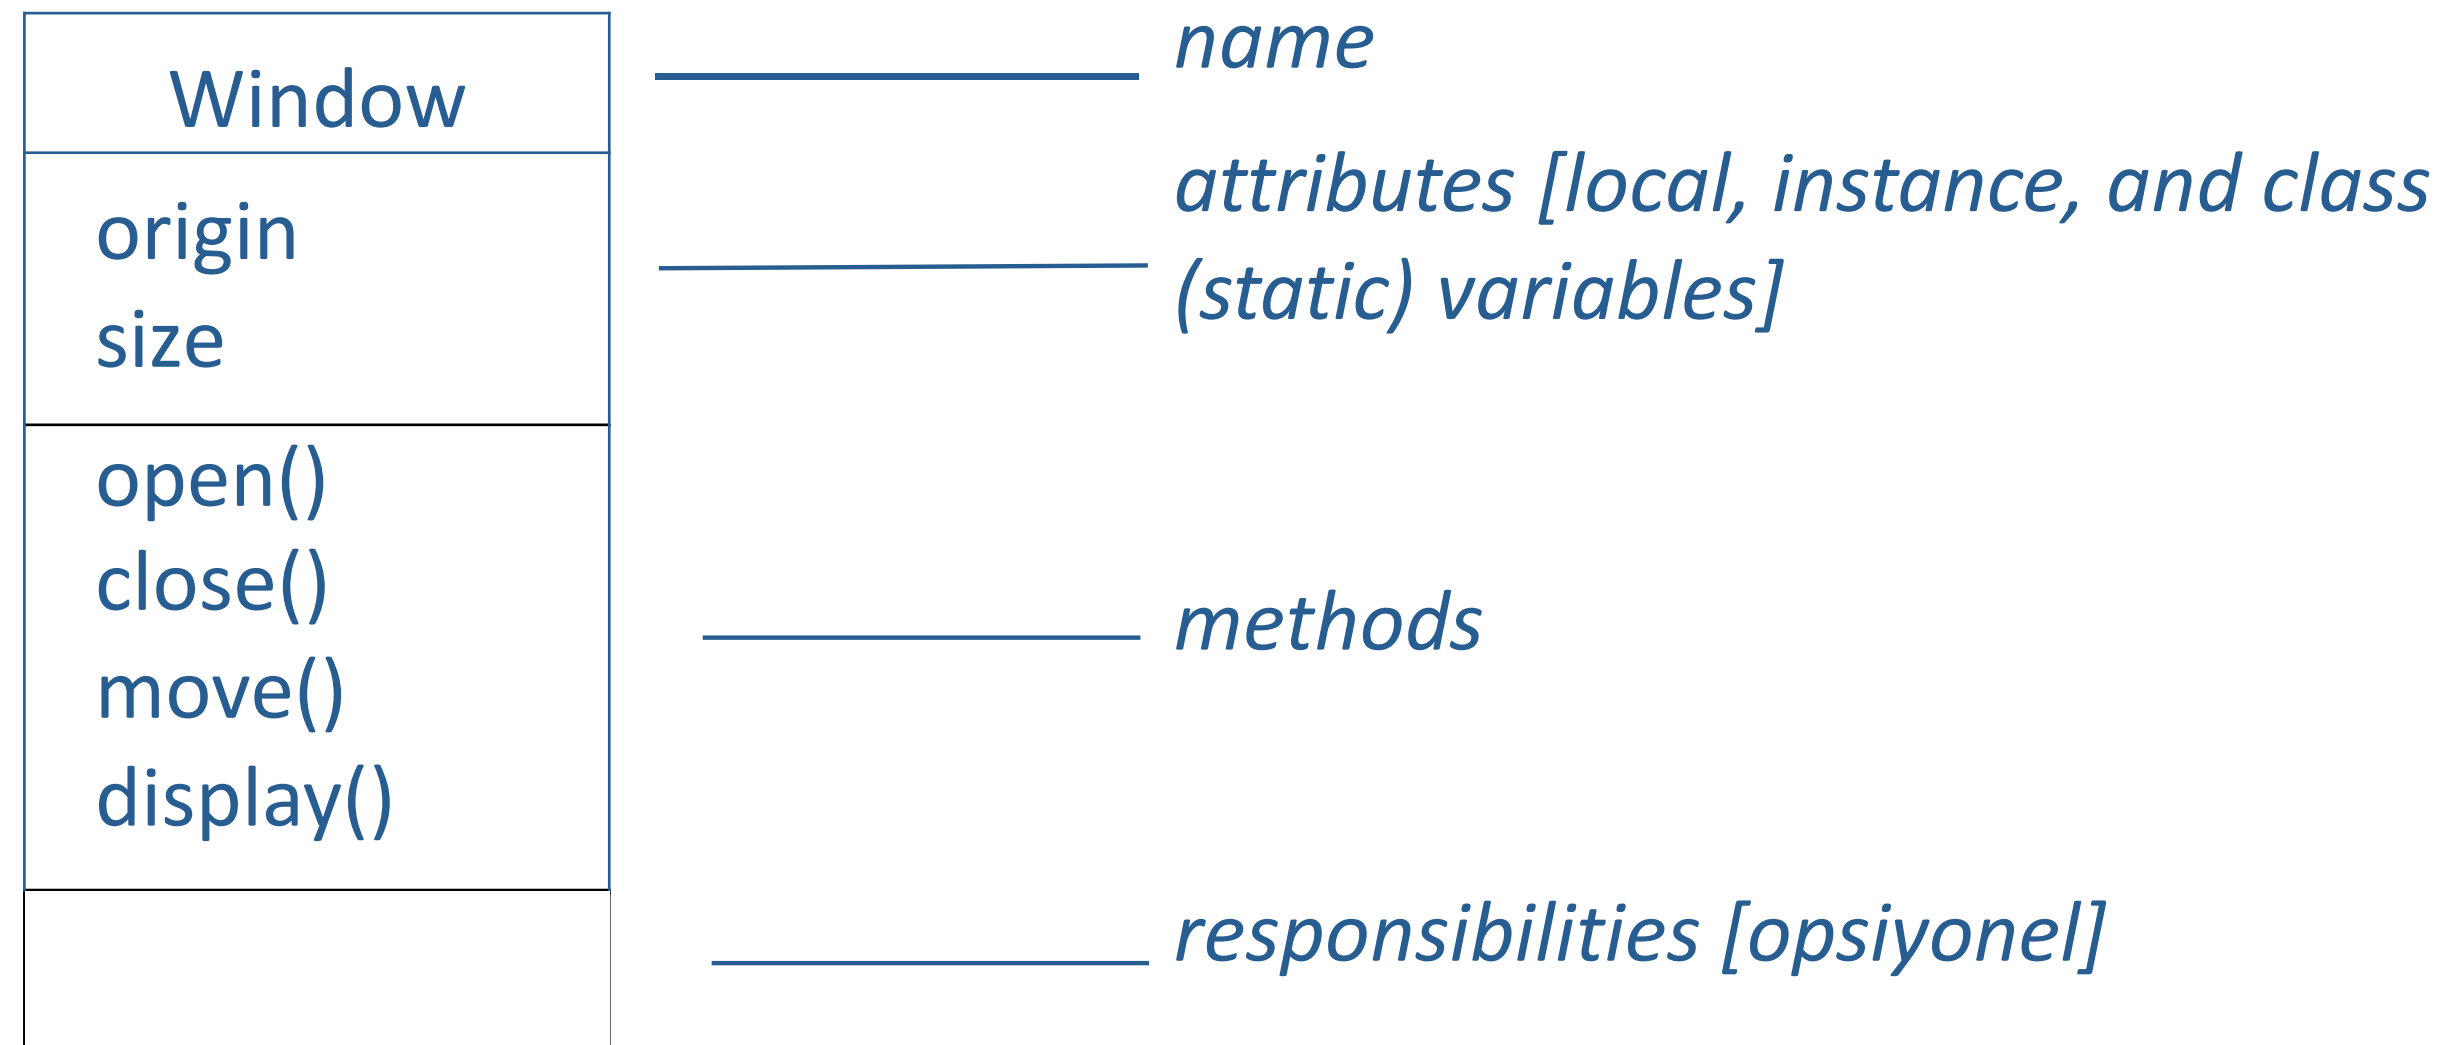 Window
origin
size
open()
close()
move()
display()
name
attributes [local, instance, and class
(static) variables]
methods
responsibilities [opsiyonel]